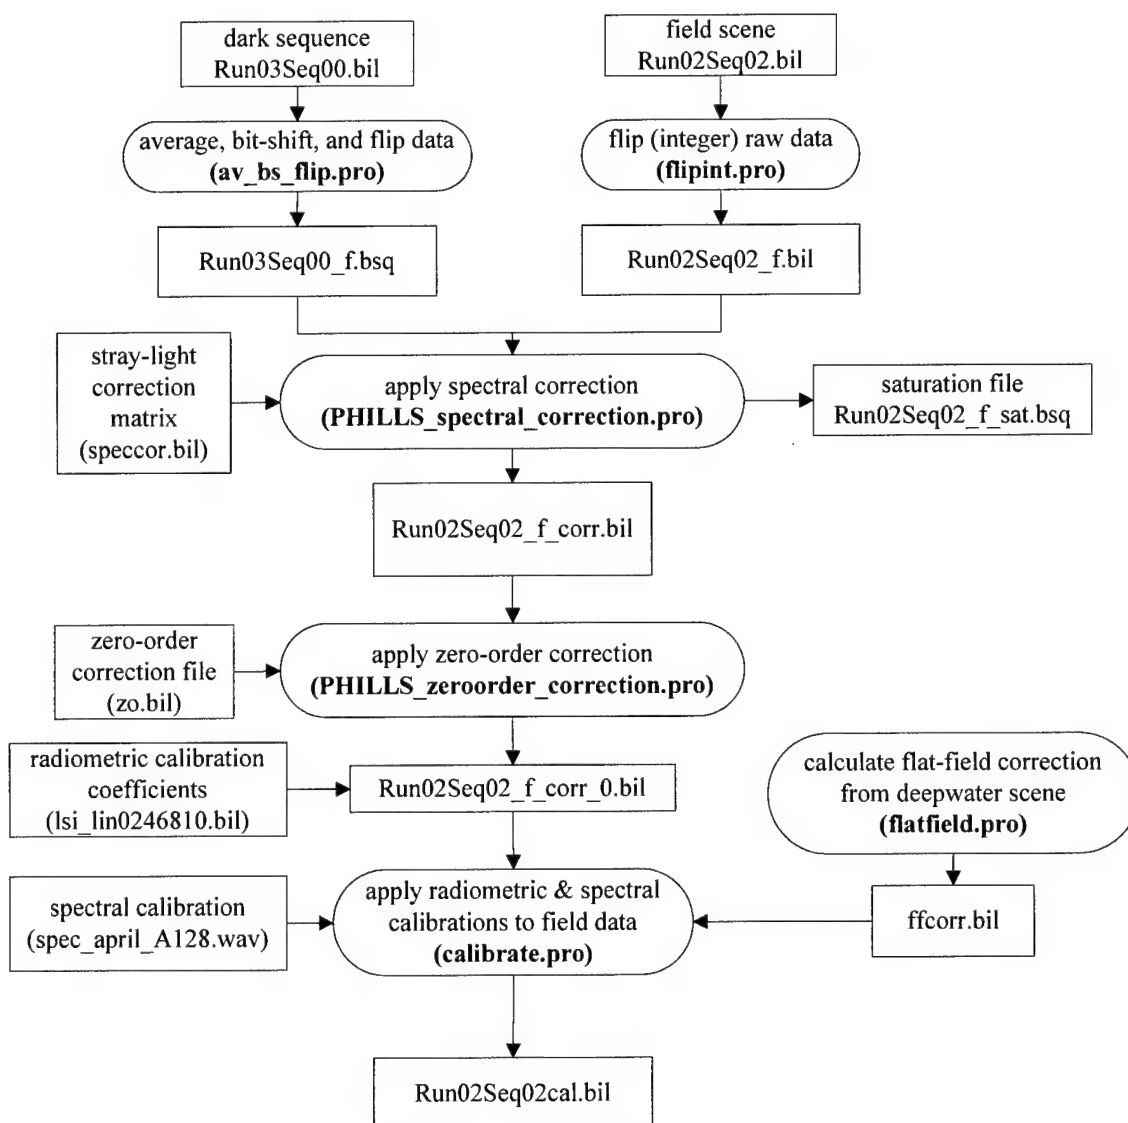 dark sequence
Run03Seq00.bil
field scene
Run02Seq02.bil
average, bit-shift, and flip data
(av_bs_flip.pro)
flip (integer) raw data
(flipint.pro)
Run03Seq00_f.bsq
Run02Seq02_f.bil
stray-light
correction
matrix
(speccor.bil)
apply spectral correction
(PHILLS_spectral_correction.pro)
saturation file
Run02Seq02_f_sat.bsq
Run02Seq02_f_corr.bil
zero-order
correction file
(zo.bil)
apply zero-order correction
(PHILLS_zeroorder_correction.pro)
radiometric calibration
coefficients
(lsi_lin0246810.bil)
Run02Seq02_f_corr_0.bil
calculate flat-field correction
from deepwater scene
(flatfield.pro)
spectral calibration
(spec_april_A128.wav)
apply radiometric & spectral
calibrations to field data
(calibrate.pro)
ffcorr.bil
Run02Seq02cal.bil